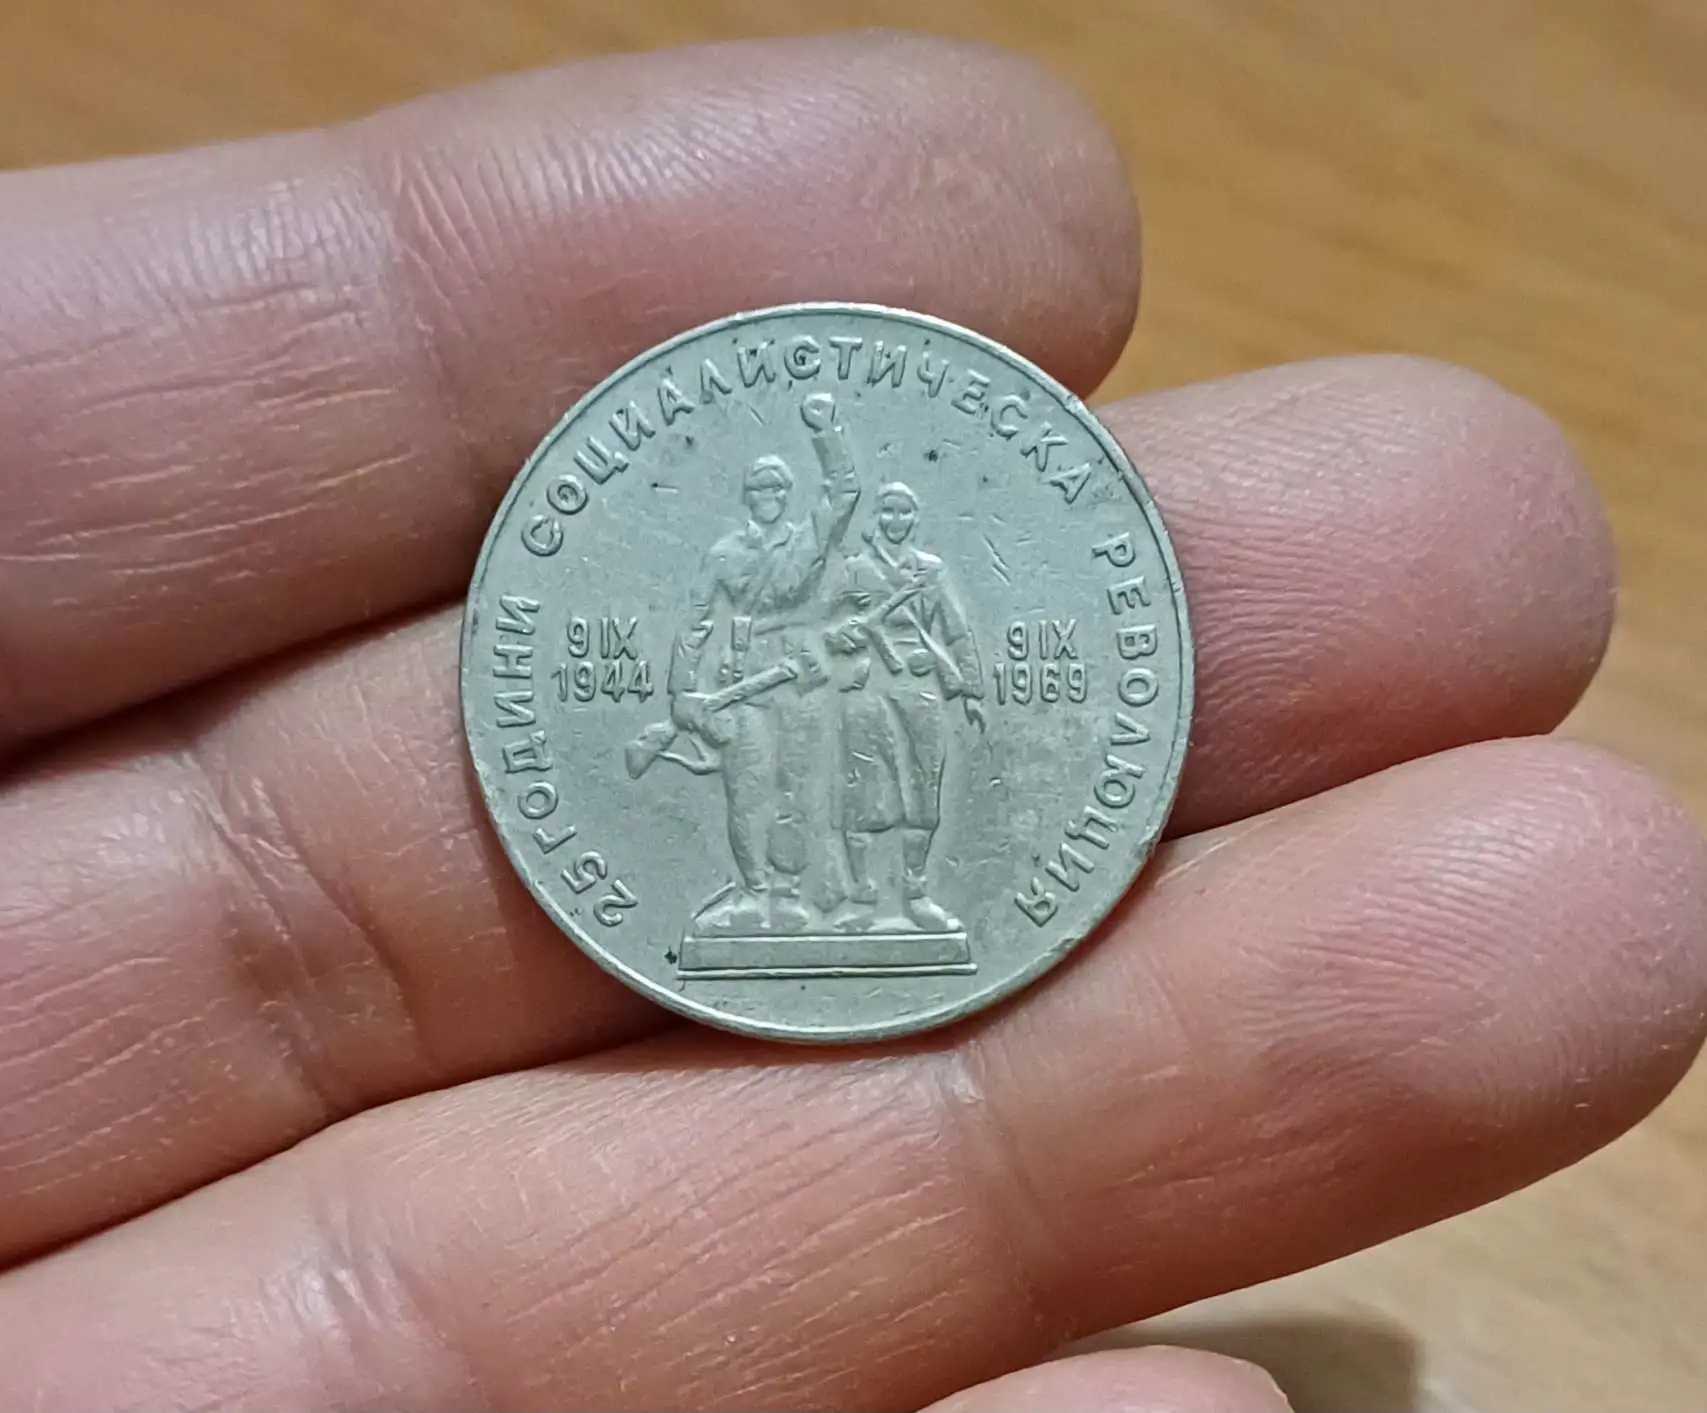 25 ГОДИНИ СОЦИАЛИСТИЧЕСКА РЕВОЛЮЦИЯ
9 IX
1944
9 IX
1969